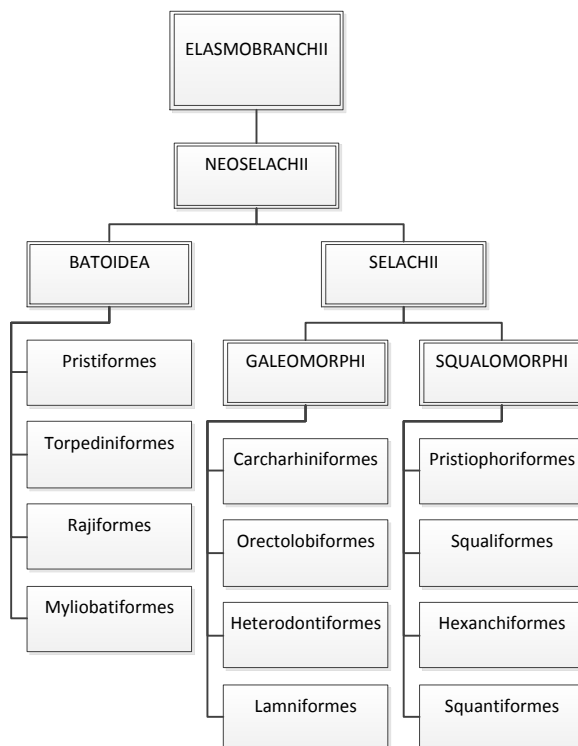 ELASMOBRANCHII
NEOSELACHII
BATOIDEA
SELACHII
Pristiformes
Torpediniformes
Rajiformes
Myliobatiformes
GALEOMORPHI
SQUALOMORPHI
Carcharhiniformes
Orectolobiformes
Heterodontiformes
Lamniformes
Pristiophoriformes
Squaliformes
Hexanchiformes
Squantiformes